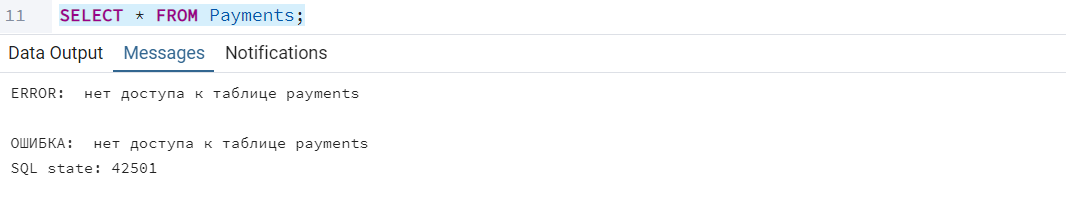 11 SELECT * FROM Payments;
Data Output Messages Notifications
ERROR:  нет доступа к таблице payments
ОШИБКА:  нет доступа к таблице payments
SQL state: 42501